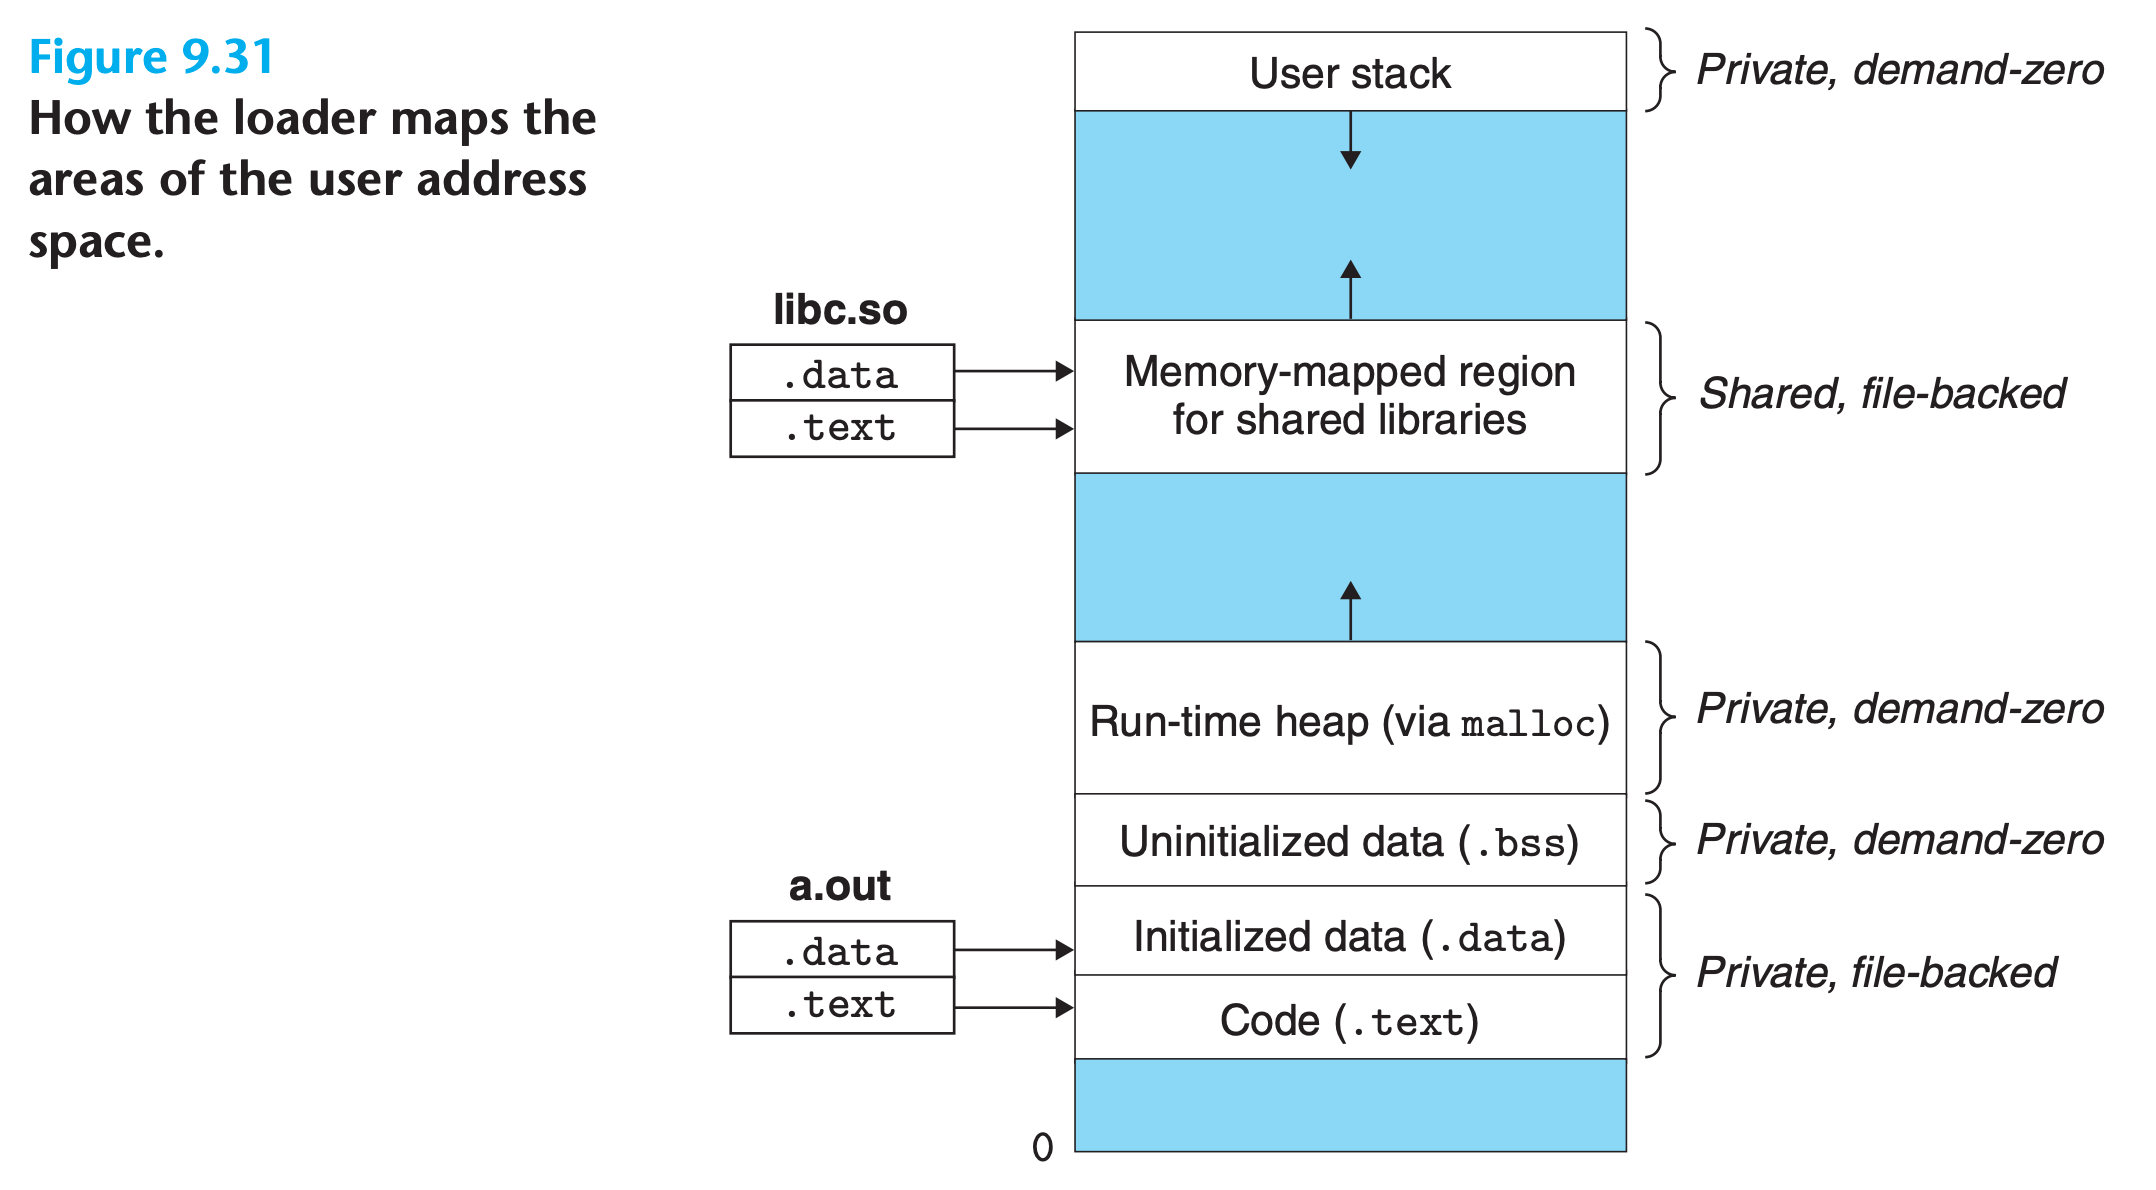 Figure 9.31
How the loader maps the
areas of the user address
space.
User stack
Private, demand-zero
libc.so
.data
.text
Memory-mapped region
for shared libraries
Shared, file-backed
Run-time heap (via malloc)
Private, demand-zero
Uninitialized data (.bss)
Private, demand-zero
a.out
.data
.text
Initialized data (.data)
Code (.text)
Private, file-backed
0